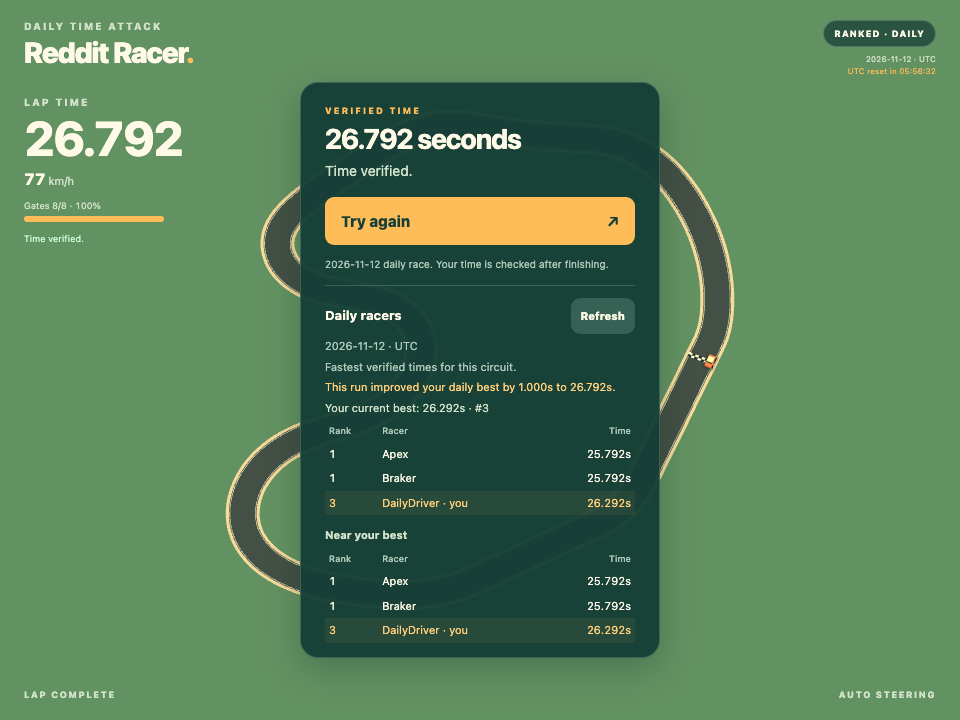 DAILY TIME ATTACK
Reddit Racer.
RANKED · DAILY
2026-11-12 · UTC
UTC reset in 05:56:32
LAP TIME
26.792
77 km/h
Gates 8/8 · 100%
Time verified.
VERIFIED TIME
26.792 seconds
Time verified.
Try again ↗
2026-11-12 daily race. Your time is checked after finishing.
Daily racers
Refresh
2026-11-12 · UTC
Fastest verified times for this circuit.
This run improved your daily best by 1.000s to 26.792s.
Your current best: 26.292s · #3
Rank Racer Time
1 Apex 25.792s
1 Braker 25.792s
3 DailyDriver · you 26.292s
Near your best
Rank Racer Time
1 Apex 25.792s
1 Braker 25.792s
3 DailyDriver · you 26.292s
LAP COMPLETE
AUTO STEERING